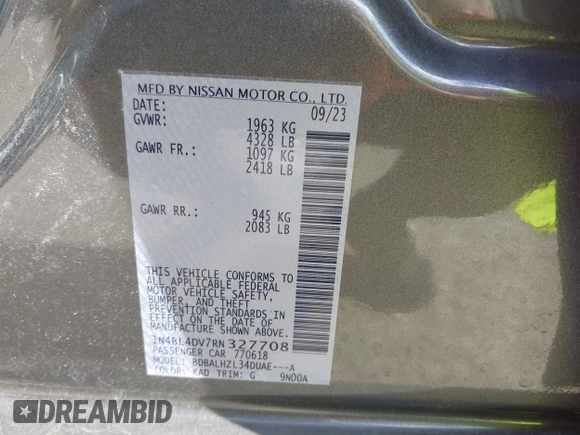 MFD BY NISSAN MOTOR CO., LTD.
DATE: 09/23
GVWR: 1963 KG
4328 LB
GAWR FR.: 1097 KG
2418 LB
GAWR RR.: 945 KG
2083 LB
THIS VEHICLE CONFORMS TO
ALL APPLICABLE FEDERAL
MOTOR VEHICLE SAFETY,
BUMPER, AND THEFT
PREVENTION STANDARDS IN
EFFECT ON THE DATE OF
MANUFACTURE SHOWN ABOVE.
1N4BL4DV7RN327708
PASSENGER CAR 770618
MODEL: BDBALHZL34DUAE---A
COLOR: KAD TRIM: G 9N00A
DREAMBID